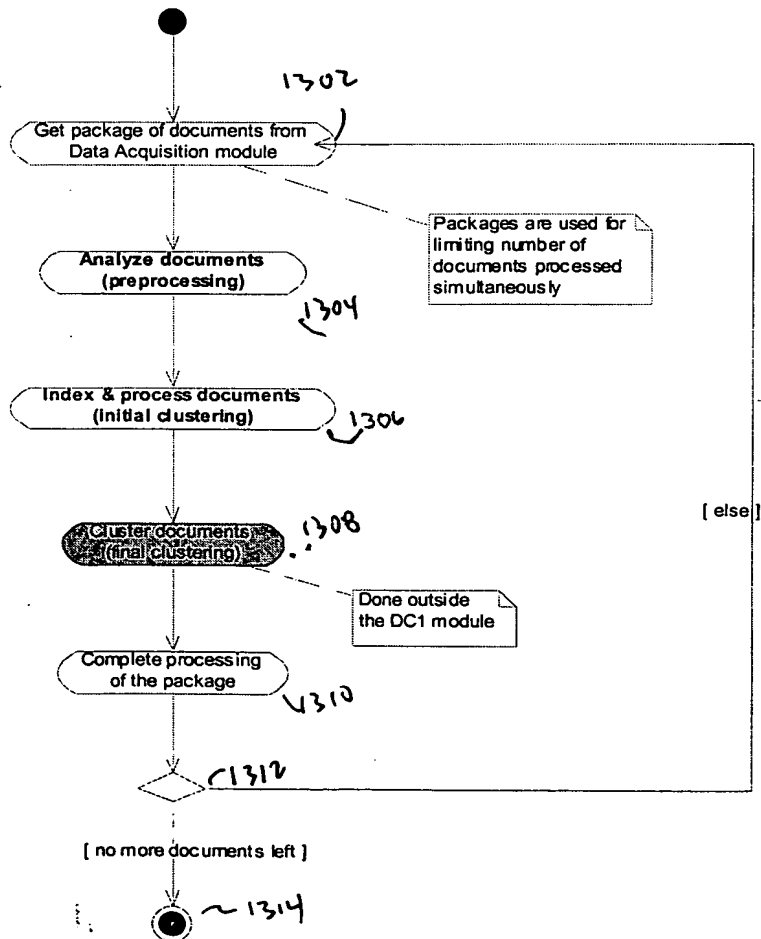 1302
Get package of documents from
Data Acquisition module
Packages are used for
limiting number of
documents processed
simultaneously
Analyze documents
(preprocessing)
1304
Index & process documents
(initial clustering)
1306
[ else ]
Cluster documents
(final clustering)
1308
Done outside
the DC1 module
Complete processing
of the package
1310
1312
[ no more documents left ]
1314